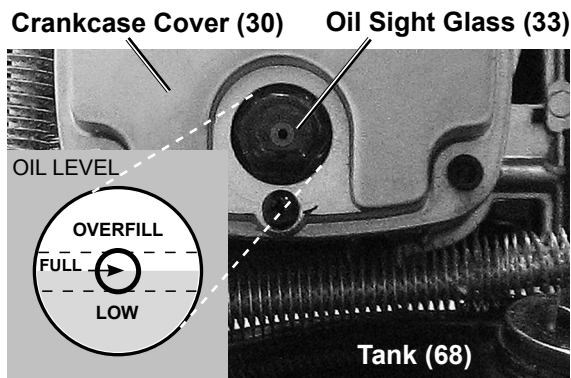 Crankcase Cover (30) Oil Sight Glass (33)
OIL LEVEL
OVERFILL
FULL
LOW
Tank (68)